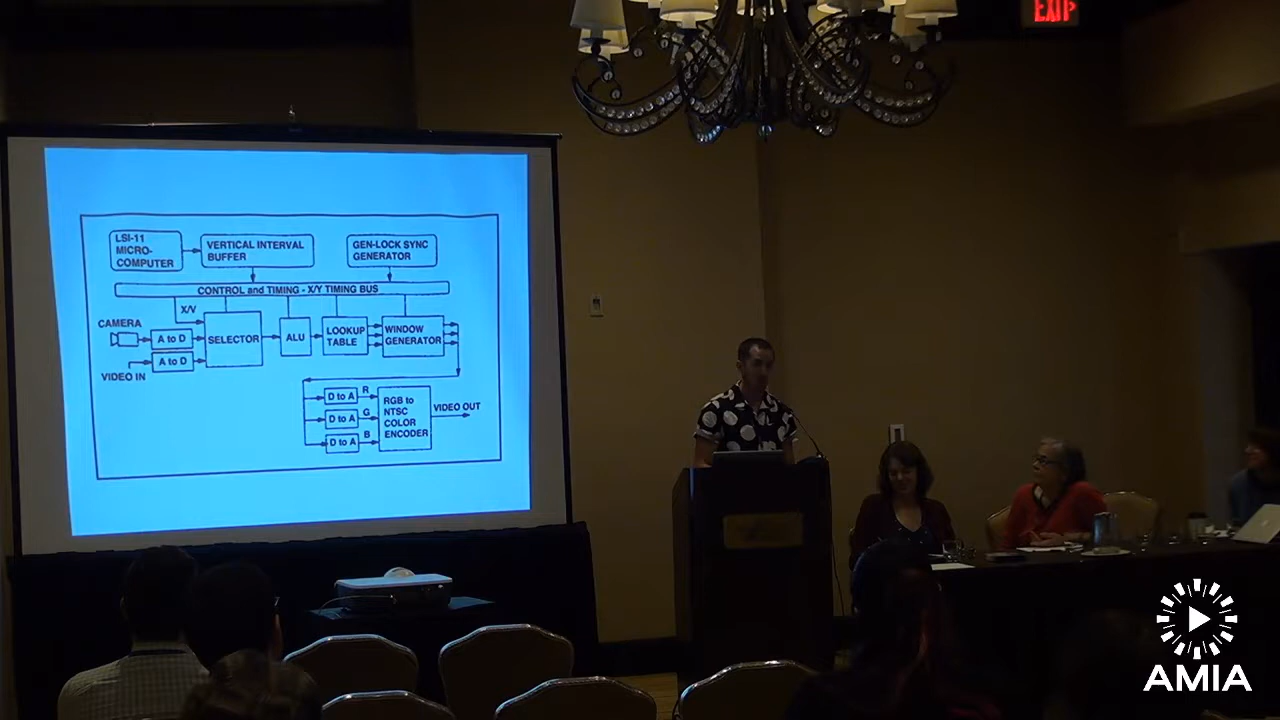 EXIT
LSI-11
MICRO-
COMPUTER
VERTICAL INTERVAL
BUFFER
GEN-LOCK SYNC
GENERATOR
CONTROL and TIMING - X/Y TIMING BUS
X/Y
CAMERA
A to D
SELECTOR
ALU
LOOKUP
TABLE
WINDOW
GENERATOR
A to D
VIDEO IN
D to A
R
D to A
G
D to A
B
RGB to
NTSC
COLOR
ENCODER
VIDEO OUT
AMIA